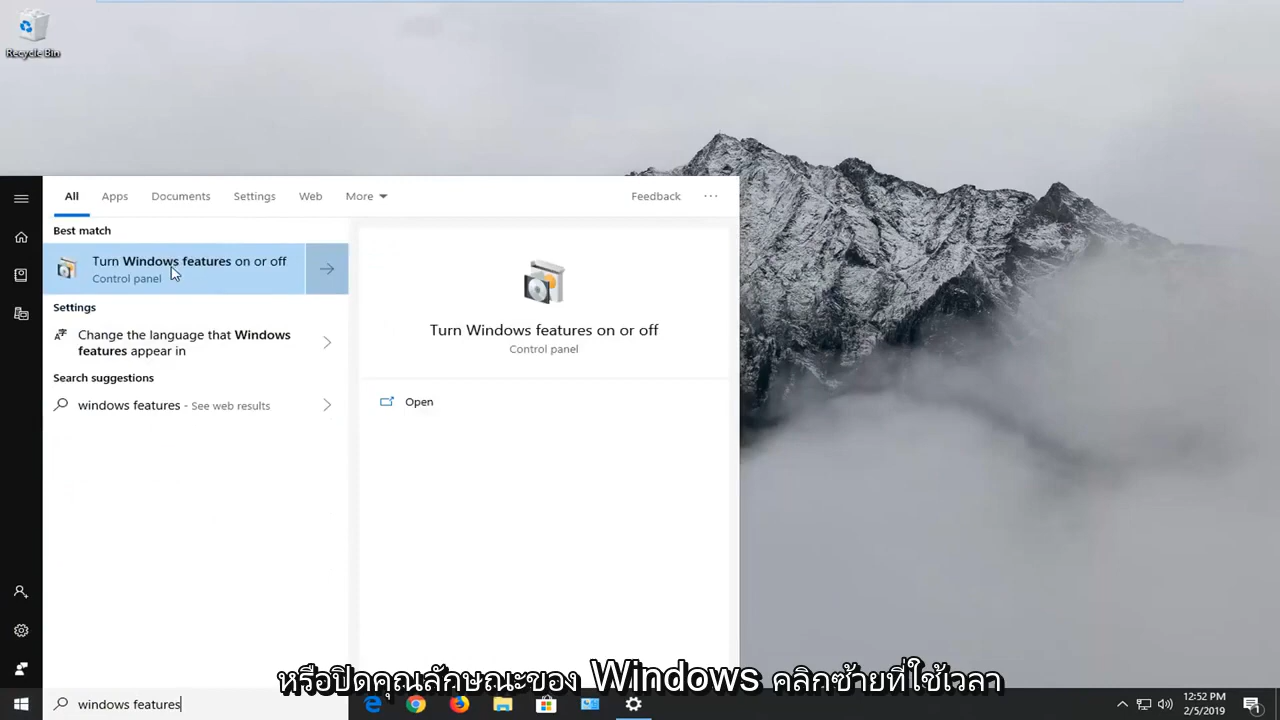 Recycle Bin
All Apps Documents Settings Web More Feedback ...
Best match
Turn Windows features on or off
Control panel
Settings
Change the language that Windows
features appear in
Search suggestions
windows features - See web results
Turn Windows features on or off
Control panel
Open
หรือปิดคุณลักษณะของ Windows คลิกซ้ายที่ใช้เวลา
windows features
12:52 PM
2/5/2019
1